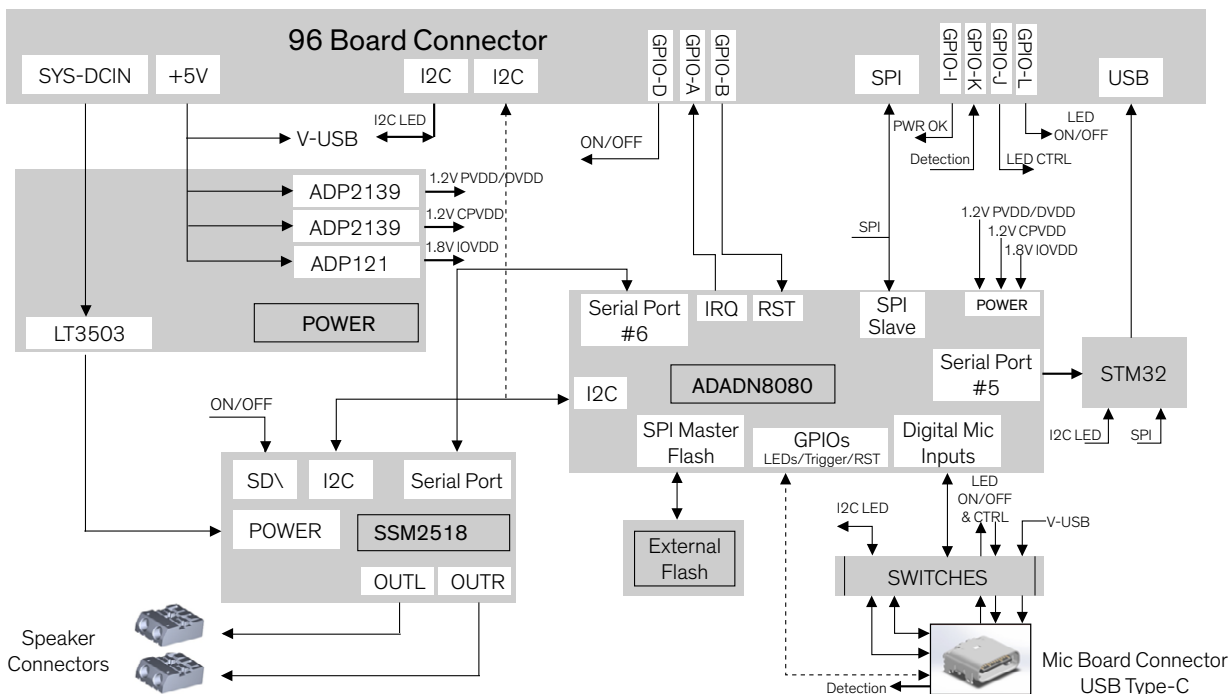 96 Board Connector
SYS-DCIN
+5V
I2C
I2C
GPIO-D
GPIO-A
GPIO-B
SPI
GPIO-I
GPIO-K
GPIO-J
GPIO-L
USB
I2C LED
V-USB
ON/OFF
PWR OK
Detection
LED CTRL
LED
ON/OFF
ADP2139
1.2V PVDD/DVDD
ADP2139
1.2V CPVDD
ADP121
1.8V IOVDD
POWER
LT3503
SPI
1.2V PVDD/DVDD
1.2V CPVDD
1.8V IOVDD
Serial Port
#6
IRQ
RST
SPI
Slave
POWER
Serial Port
#5
STM32
I2C
ADADN8080
I2C LED
SPI
SPI Master
Flash
GPIOs
LEDs/Trigger/RST
Digital Mic
Inputs
ON/OFF
SD\
I2C
Serial Port
POWER
SSM2518
OUTL
OUTR
External
Flash
I2C LED
LED
ON/OFF
& CTRL
V-USB
SWITCHES
Speaker
Connectors
Detection
Mic Board Connector
USB Type-C